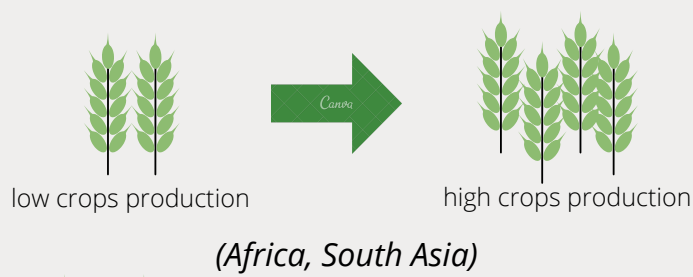 Canva
low crops production
high crops production
(Africa, South Asia)